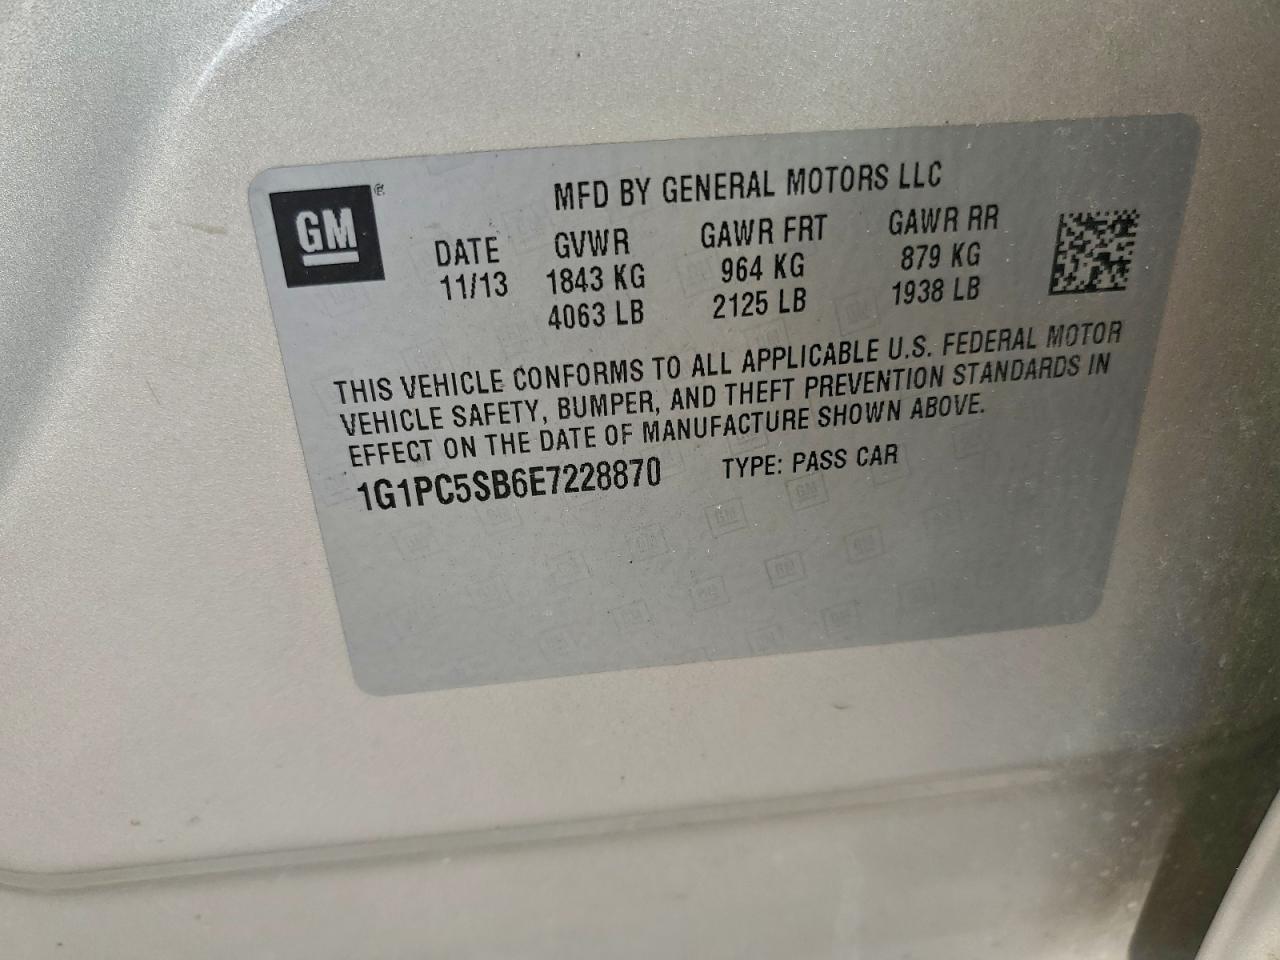 GM®
MFD BY GENERAL MOTORS LLC
DATE GVWR GAWR FRT GAWR RR
11/13 1843 KG 964 KG 879 KG
4063 LB 2125 LB 1938 LB
THIS VEHICLE CONFORMS TO ALL APPLICABLE U.S. FEDERAL MOTOR
VEHICLE SAFETY, BUMPER, AND THEFT PREVENTION STANDARDS IN
EFFECT ON THE DATE OF MANUFACTURE SHOWN ABOVE.
1G1PC5SB6E7228870 TYPE: PASS CAR